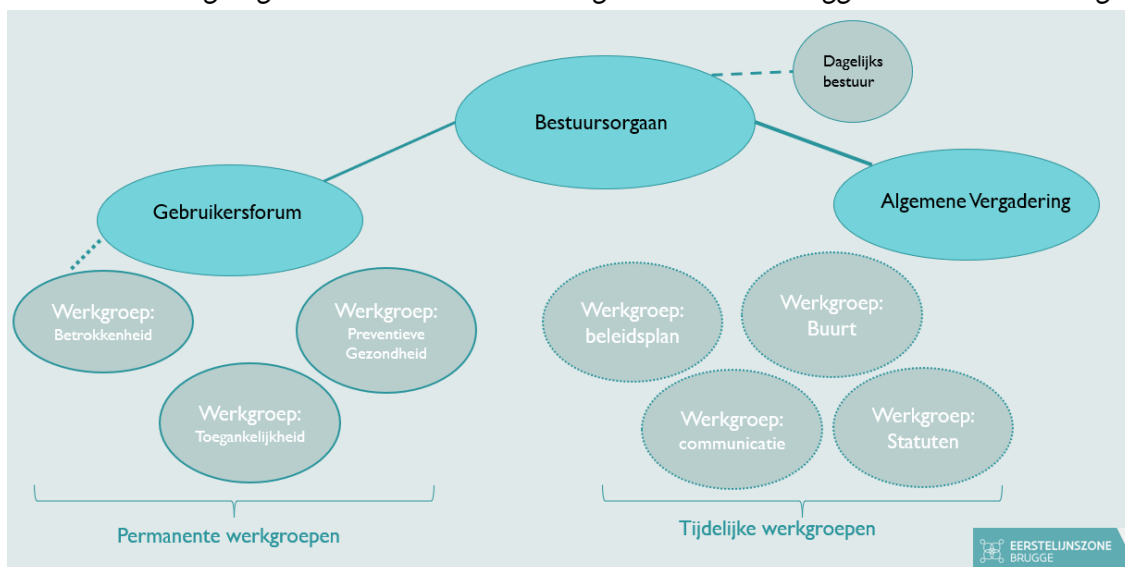 Dagelijks
bestuur
Bestuursorgaan
Gebruikersforum
Algemene Vergadering
Werkgroep:
Betrokkenheid
Werkgroep:
Preventieve
Gezondheid
Werkgroep:
Toegankelijkheid
Werkgroep:
beleidsplan
Werkgroep:
Buurt
Werkgroep:
communicatie
Werkgroep:
Statuten
Permanente werkgroepen
Tijdelijke werkgroepen
EERSTELIJNSZONE
BRUGGE